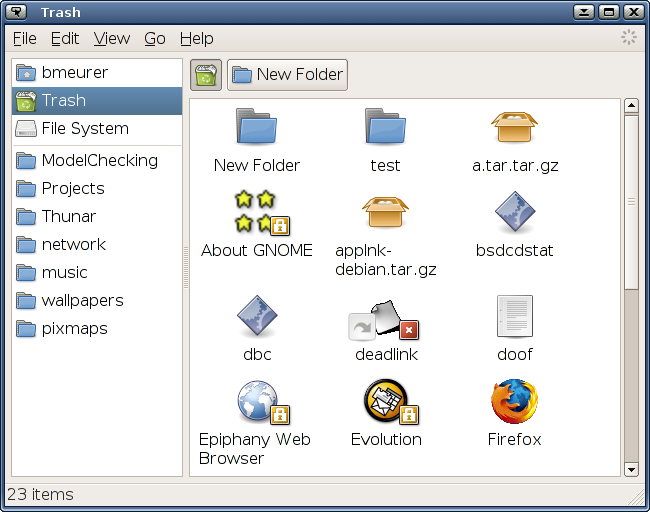 Trash
File Edit View Go Help
bmeurer
Trash
File System
ModelChecking
Projects
Thunar
network
music
wallpapers
pixmaps
New Folder
New Folder
test
a.tar.tar.gz
About GNOME
applnk-
debian.tar.gz
bsdcdstat
dbc
deadlink
doof
Epiphany Web
Browser
Evolution
Firefox
23 items